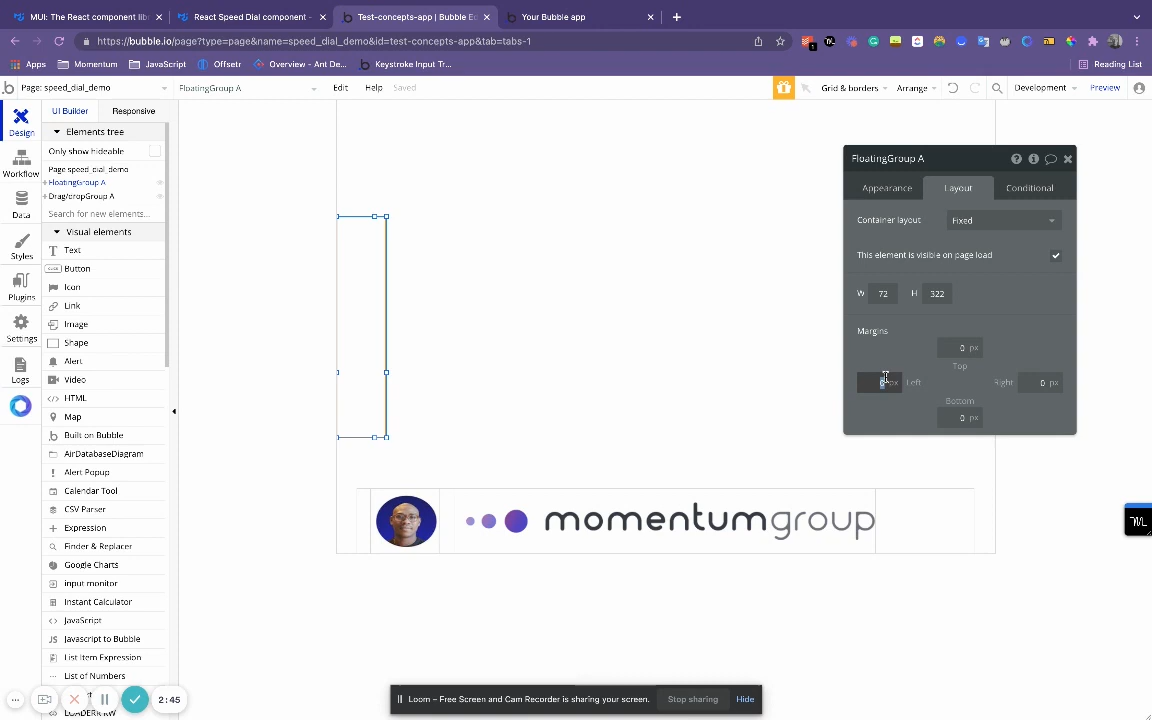 MUI: The React component lib
React Speed Dial component -
Test-concepts-app | Bubble Ed
Your Bubble app
https://bubble.io/page?type=page&name=speed_dial_demo&id=test-concepts-app&tab=tabs-1
Apps
Momentum
JavaScript
Offsetr
Overview - Ant De...
Keystroke Input Tr...
Reading List
Page: speed_dial_demo
FloatingGroup A
Edit
Help
Saved
Grid & borders
Arrange
Development
Preview
Design
Workflow
Data
Styles
Plugins
Settings
Logs
UI Builder
Responsive
Elements tree
Only show hideable
Page speed_dial_demo
FloatingGroup A
Drag/dropGroup A
Search for new elements...
Visual elements
Text
Button
Icon
Link
Image
Shape
Alert
Video
HTML
Map
Built on Bubble
AirDatabaseDiagram
Alert Popup
Calendar Tool
CSV Parser
Expression
Finder & Replacer
Google Charts
input monitor
Instant Calculator
JavaScript
Javascript to Bubble
List Item Expression
List of Numbers
LOADER RW
FloatingGroup A
Appearance
Layout
Conditional
Container layout
Fixed
This element is visible on page load
W 72 H 322
Margins
0 px
Top
px Left
Right 0 px
Bottom
0 px
momentumgroup
TWL
2:45
Loom – Free Screen and Cam Recorder is sharing your screen.
Stop sharing
Hide